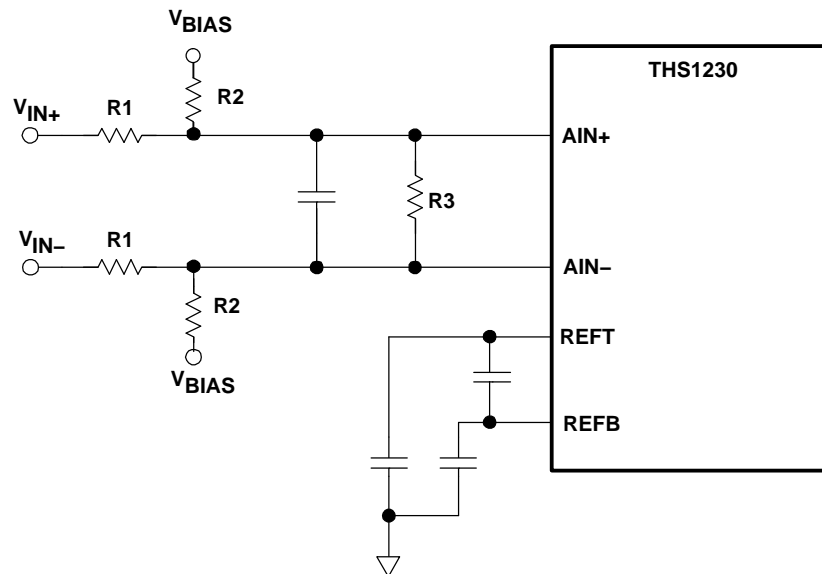 VBIAS
THS1230
R2
VIN+
R1
AIN+
R3
VIN–
R1
AIN–
R2
REFT
VBIAS
REFB